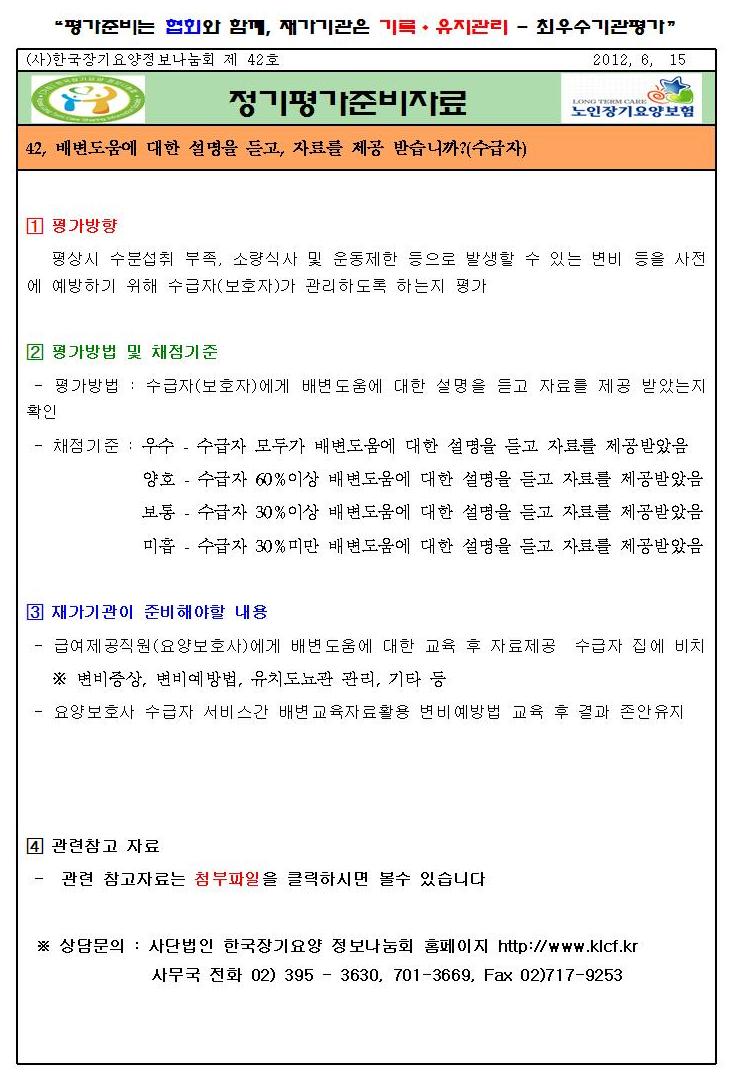 “평가준비는 협회와 함께, 재가기관은 기록·유지관리 - 최우수기관평가”
(사)한국장기요양정보나눔회 제 42호 2012, 6, 15
정기평가준비자료
LONG TERM CARE
노인장기요양보험
42, 배변도움에 대한 설명을 듣고, 자료를 제공 받습니까?(수급자)
1 평가방향
평상시 수분섭취 부족, 소량식사 및 운동제한 등으로 발생할 수 있는 변비 등을 사전
에 예방하기 위해 수급자(보호자)가 관리하도록 하는지 평가
2 평가방법 및 채점기준
- 평가방법 : 수급자(보호자)에게 배변도움에 대한 설명을 듣고 자료를 제공 받았는지
확인
- 채점기준 : 우수 - 수급자 모두가 배변도움에 대한 설명을 듣고 자료를 제공받았음
양호 - 수급자 60%이상 배변도움에 대한 설명을 듣고 자료를 제공받았음
보통 - 수급자 30%이상 배변도움에 대한 설명을 듣고 자료를 제공받았음
미흡 - 수급자 30%미만 배변도움에 대한 설명을 듣고 자료를 제공받았음
3 재가기관이 준비해야할 내용
- 급여제공직원(요양보호사)에게 배변도움에 대한 교육 후 자료제공 수급자 집에 비치
※ 변비증상, 변비예방법, 유치도뇨관 관리, 기타 등
- 요양보호사 수급자 서비스간 배변교육자료활용 변비예방법 교육 후 결과 존안유지
4 관련참고 자료
- 관련 참고자료는 첨부파일을 클릭하시면 볼수 있습니다
※ 상담문의 : 사단법인 한국장기요양 정보나눔회 홈페이지 http://www.klcf.kr
사무국 전화 02) 395 - 3630, 701-3669, Fax 02)717-9253